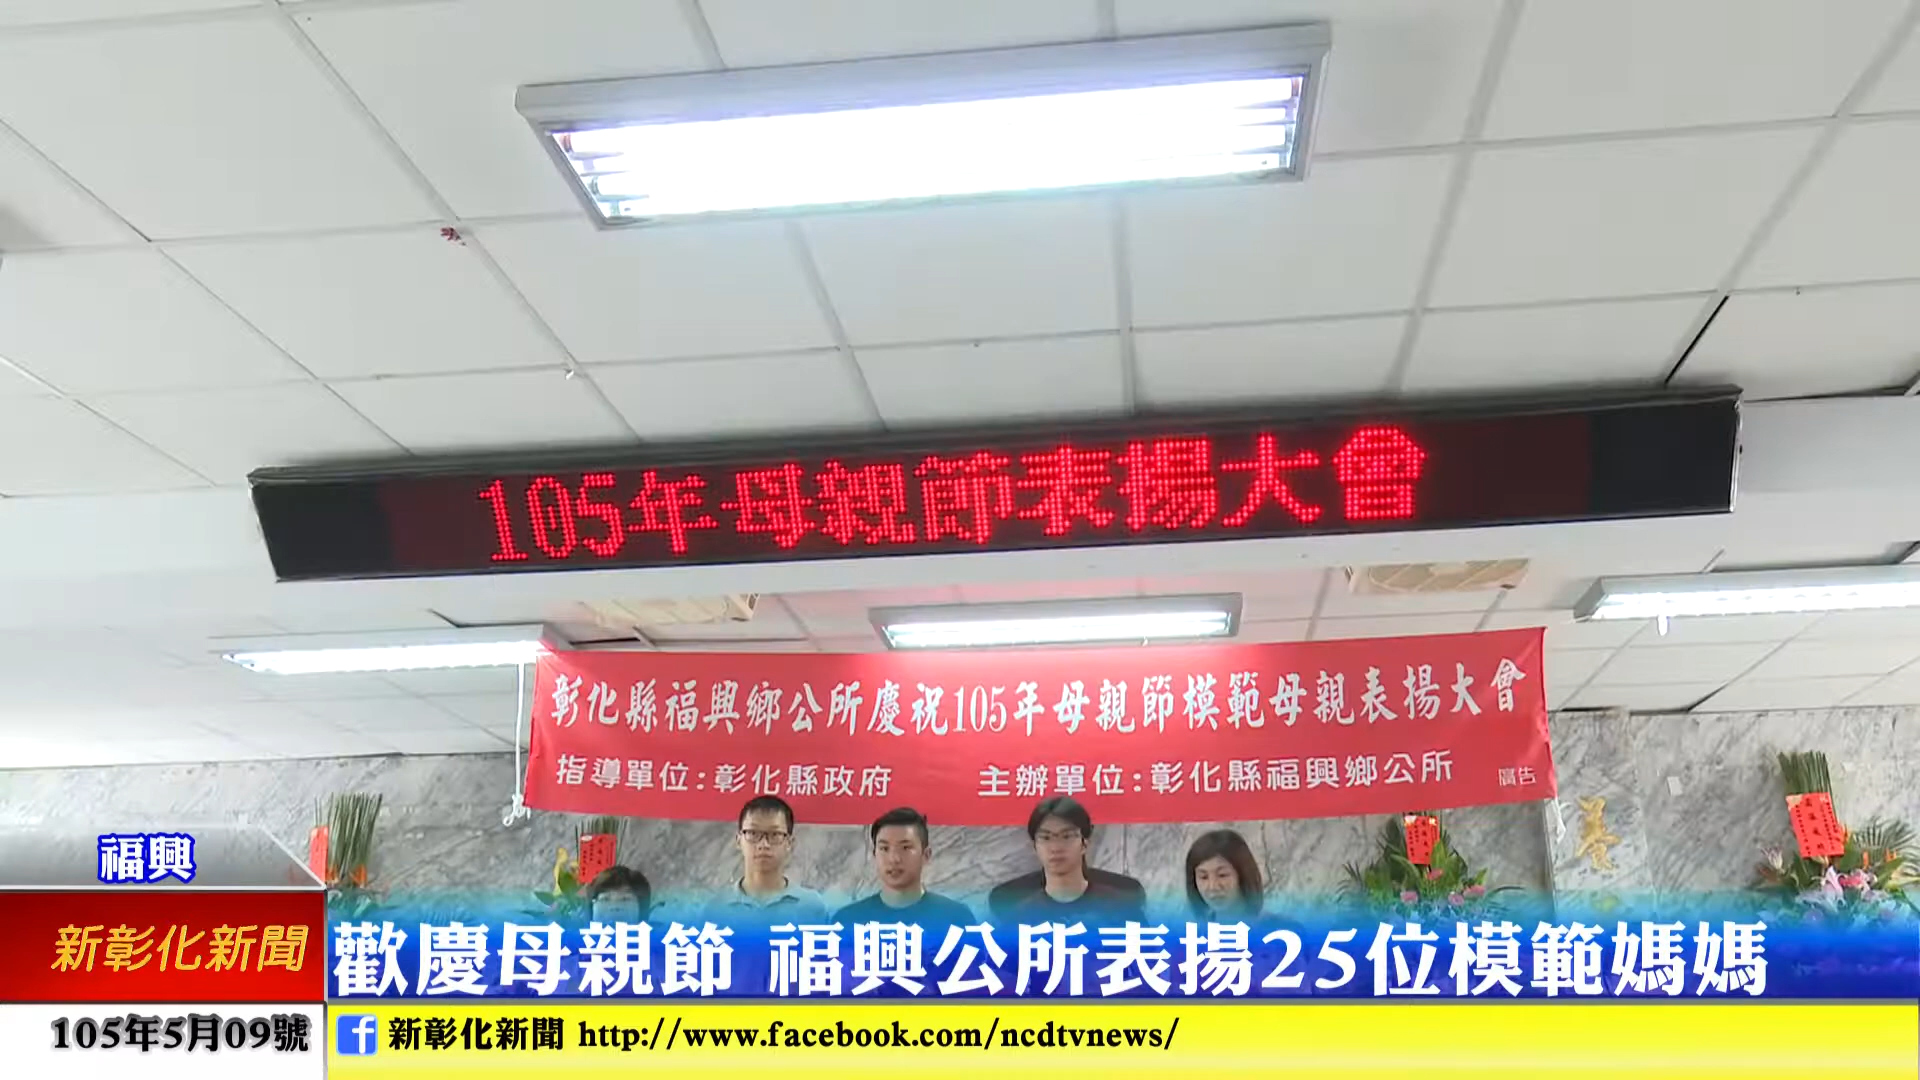 105年母親節表揚大會
彰化縣福興鄉公所慶祝105年母親節模範母親表揚大會
指導單位:彰化縣政府 主辦單位:彰化縣福興鄉公所 廣告
養
福興
新彰化新聞
歡慶母親節 福興公所表揚25位模範媽媽
105年5月09號
新彰化新聞 http://www.facebook.com/ncdtvnews/